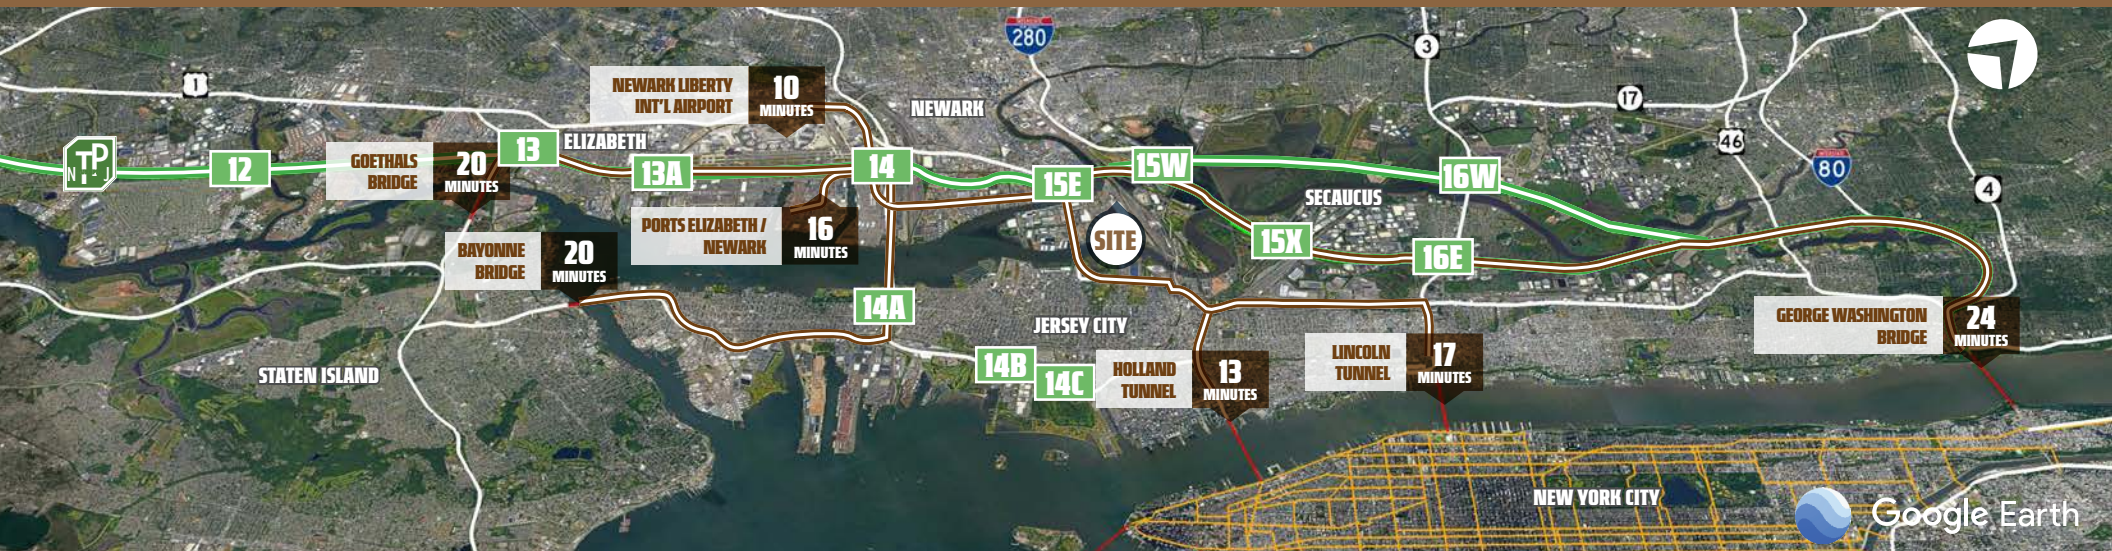 INTERSTATE
280
3
1
NEWARK LIBERTY
INT'L AIRPORT
10
MINUTES
NEWARK
17
46
INTERSTATE
80
4
N TP J
12
GOETHALS
BRIDGE
20
MINUTES
13
ELIZABETH
13A
14
15E
15W
16W
SECAUCUS
PORTS ELIZABETH /
NEWARK
16
MINUTES
SITE
15X
16E
BAYONNE
BRIDGE
20
MINUTES
14A
JERSEY CITY
GEORGE WASHINGTON
BRIDGE
24
MINUTES
STATEN ISLAND
14B
14C
HOLLAND
TUNNEL
13
MINUTES
LINCOLN
TUNNEL
17
MINUTES
NEW YORK CITY
Google Earth